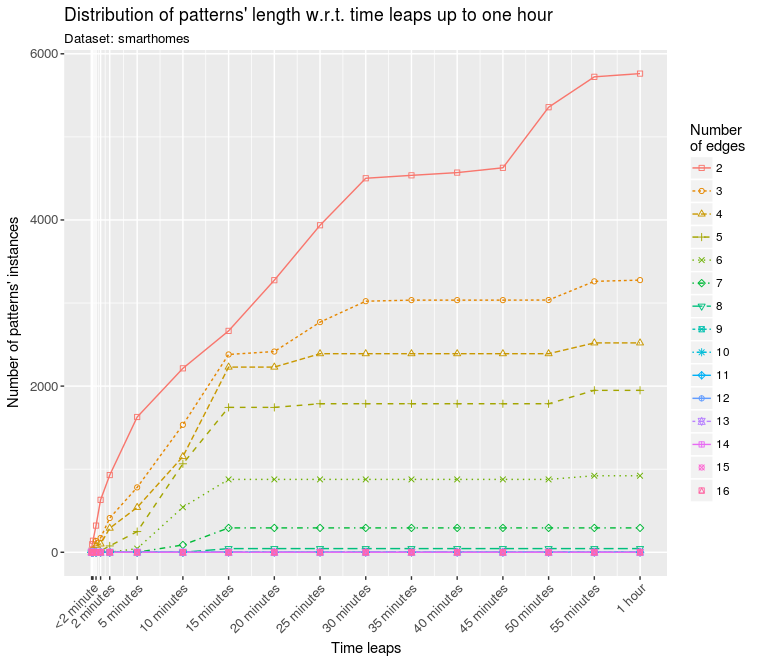 Distribution of patterns' length w.r.t. time leaps up to one hour
Dataset: smarthomes
Number of patterns' instances
6000
4000
2000
0
<2 minute
2 minutes
5 minutes
10 minutes
15 minutes
20 minutes
25 minutes
30 minutes
35 minutes
40 minutes
45 minutes
50 minutes
55 minutes
1 hour
Time leaps
Number
of edges
2
3
4
5
6
7
8
9
10
11
12
13
14
15
16